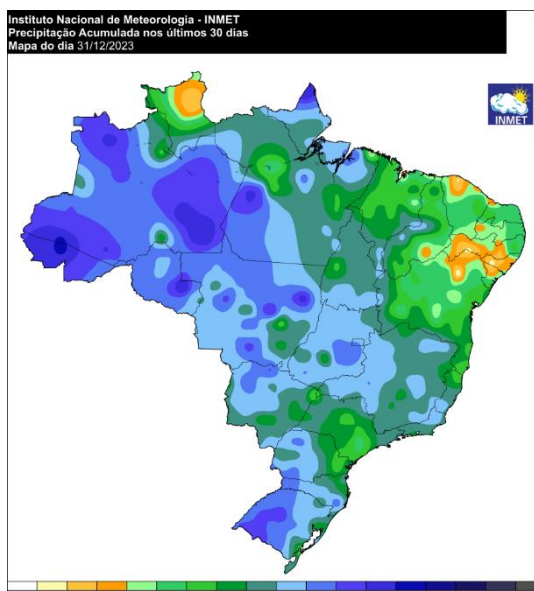 Instituto Nacional de Meteorologia - INMET
Precipitação Acumulada nos últimos 30 dias
Mapa do dia 31/12/2023
INMET